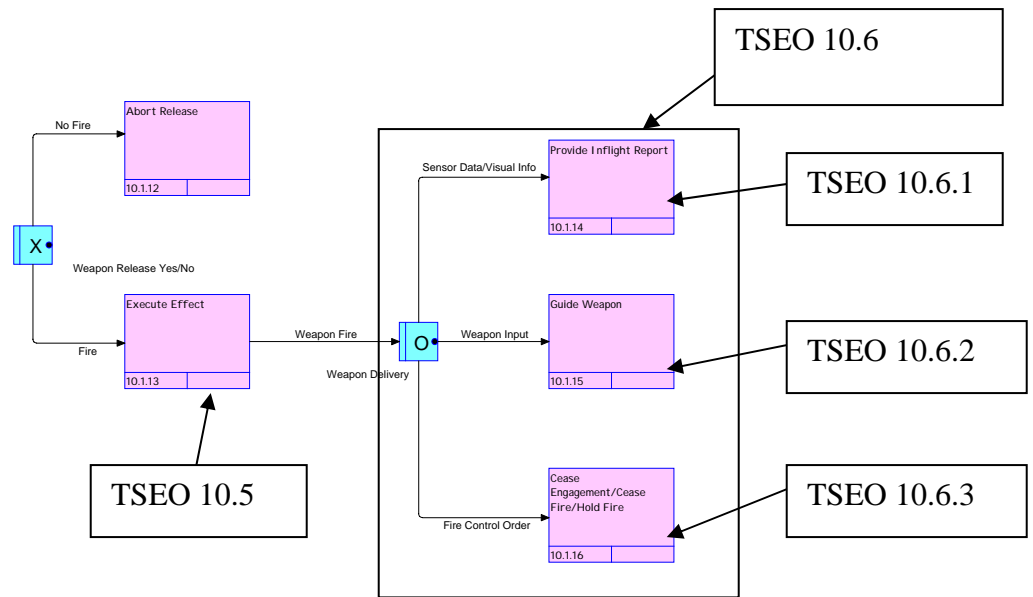 TSEO 10.6
Abort Release
No Fire
10.1.12
Provide Inflight Report
Sensor Data/Visual Info
10.1.14
TSEO 10.6.1
X
Weapon Release Yes/No
Execute Effect
Fire
10.1.13
Weapon Fire
O
Weapon Delivery
Weapon Input
Guide Weapon
10.1.15
TSEO 10.6.2
TSEO 10.5
Cease
Engagement/Cease
Fire/Hold Fire
Fire Control Order
10.1.16
TSEO 10.6.3